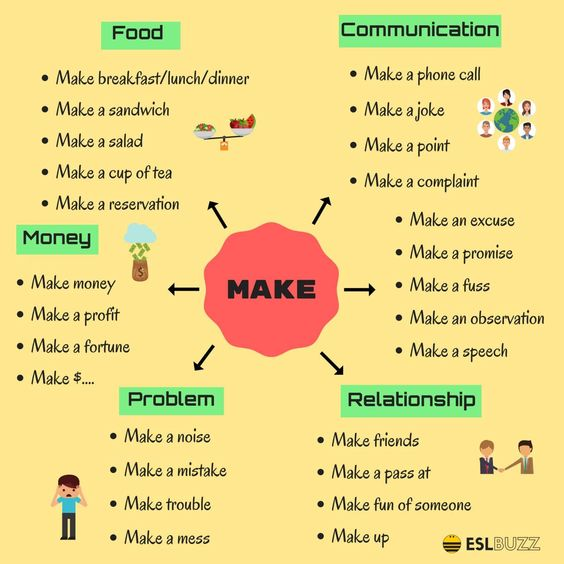 Food
Make breakfast/lunch/dinner
Make a sandwich
Make a salad
Make a cup of tea
Make a reservation
Communication
Make a phone call
Make a joke
Make a point
Make a complaint
Make an excuse
Make a promise
Make a fuss
Make an observation
Make a speech
MAKE
Money
Make money
Make a profit
Make a fortune
Make $....
$
Problem
Make a noise
Make a mistake
Make trouble
Make a mess
Relationship
Make friends
Make a pass at
Make fun of someone
Make up
ESLBUZZ